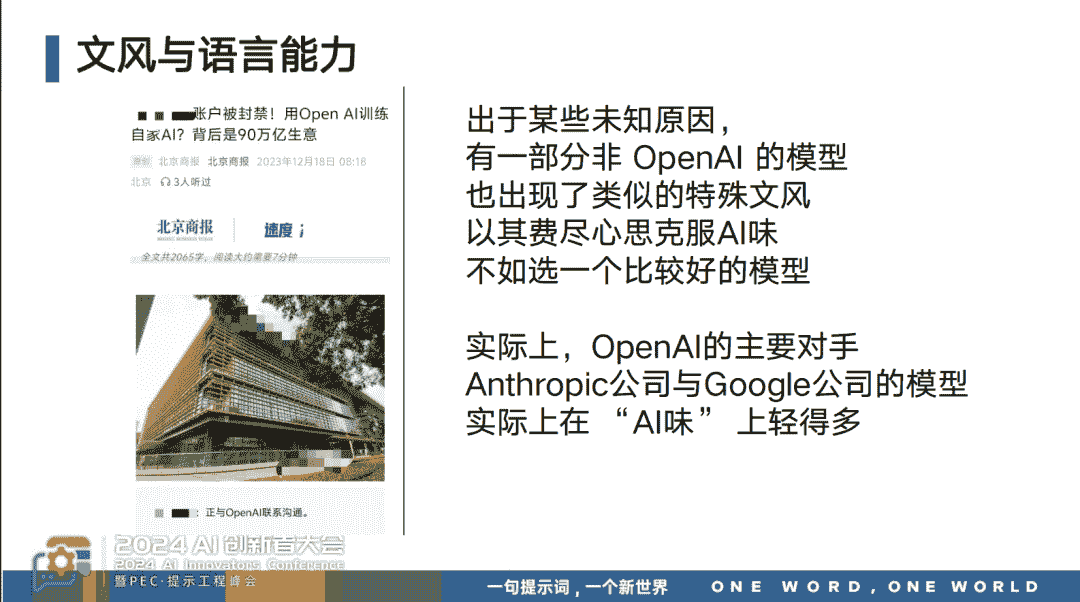 文风与语言能力
账户被封禁！用Open AI训练
自家AI？背后是90万亿生意
北京商报 北京商报 2023年12月18日 08:18
北京 3人听过
北京商报 速度
全文共2065字，阅读大约需要7分钟
：正与OpenAI联系沟通。
出于某些未知原因，
有一部分非 OpenAI 的模型
也出现了类似的特殊文风
以其费尽心思克服AI味
不如选一个比较好的模型
实际上，OpenAI的主要对手
Anthropic公司与Google公司的模型
实际上在 “AI味” 上轻得多
2024 AI 创新者大会
2024 AI Innovators Conference
暨PEC·提示工程峰会
一句提示词，一个新世界 ONE WORD, ONE WORLD